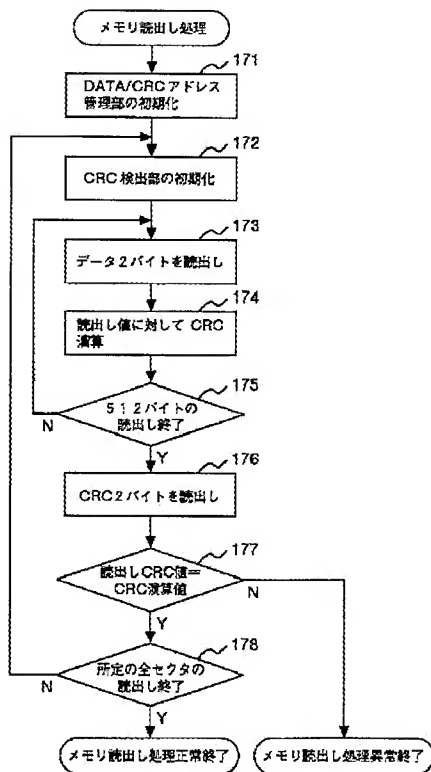 メモリ読出し処理
171
DATA/CRCアドレス
管理部の初期化
172
CRC検出部の初期化
173
データ2バイトを読出し
174
読出し値に対して CRC
演算
175
512バイトの
読出し終了
N
Y
176
CRC2バイトを読出し
177
読出しCRC値=
CRC演算値
N
Y
178
所定の全セクタの
読出し終了
N
Y
メモリ読出し処理正常終了
メモリ読出し処理異常終了